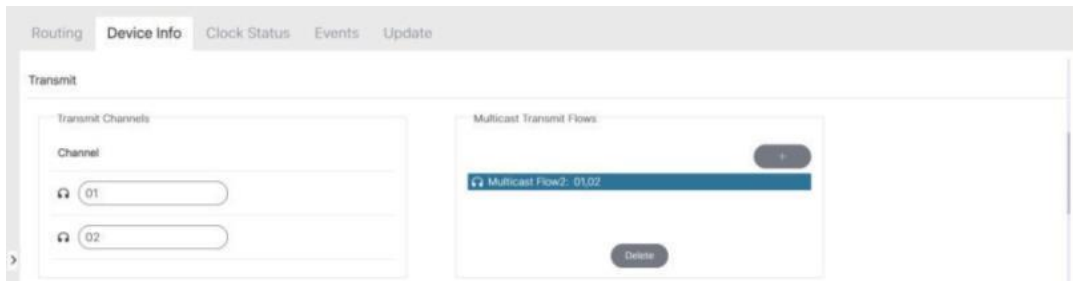 Routing Device Info Clock Status Events Update
Transmit
Transmit Channels
Channel
01
02
Multicast Transmit Flows
+
Multicast Flow2: 01,02
Delete